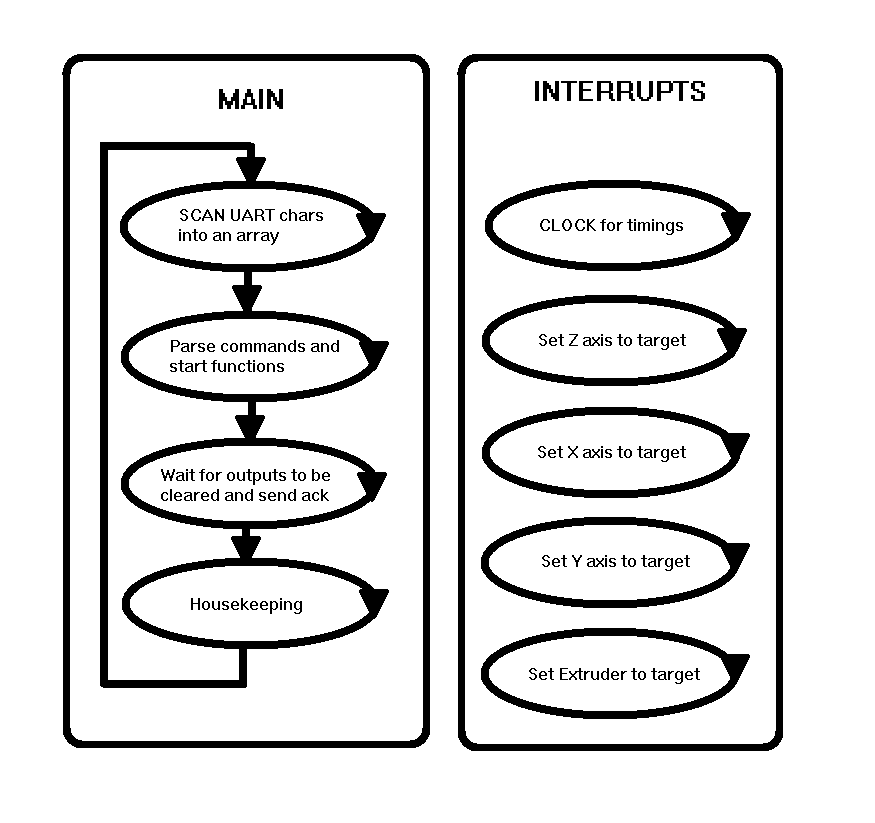 MAIN
SCAN UART chars
into an array
Parse commands and
start functions
Wait for outputs to be
cleared and send ack
Housekeeping
INTERRUPTS
CLOCK for timings
Set Z axis to target
Set X axis to target
Set Y axis to target
Set Extruder to target